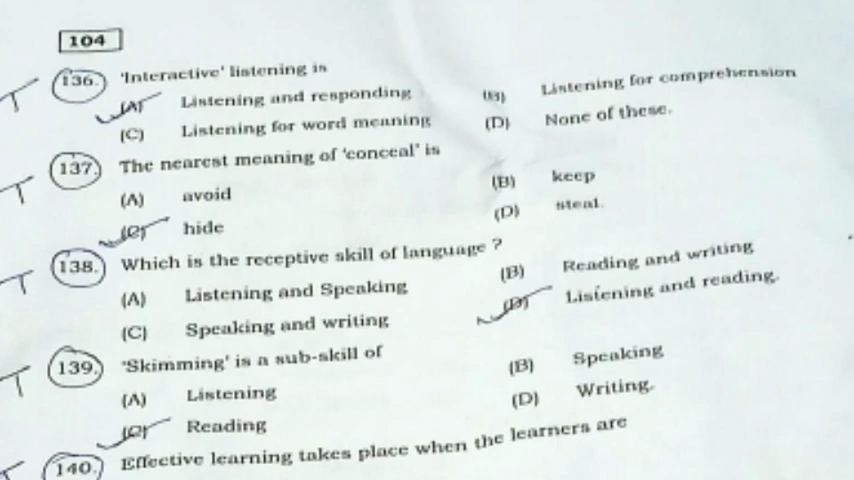 104
T 136. 'Interactive' listening is
(A) Listening and responding (B) Listening for comprehension
(C) Listening for word meaning (D) None of these.
T 137. The nearest meaning of 'conceal' is
(A) avoid (B) keep
(C) hide (D) steal.
T 138. Which is the receptive skill of language ?
(A) Listening and Speaking (B) Reading and writing
(C) Speaking and writing (D) Listening and reading.
T 139. 'Skimming' is a sub-skill of
(A) Listening (B) Speaking
(C) Reading (D) Writing.
T 140. Effective learning takes place when the learners are